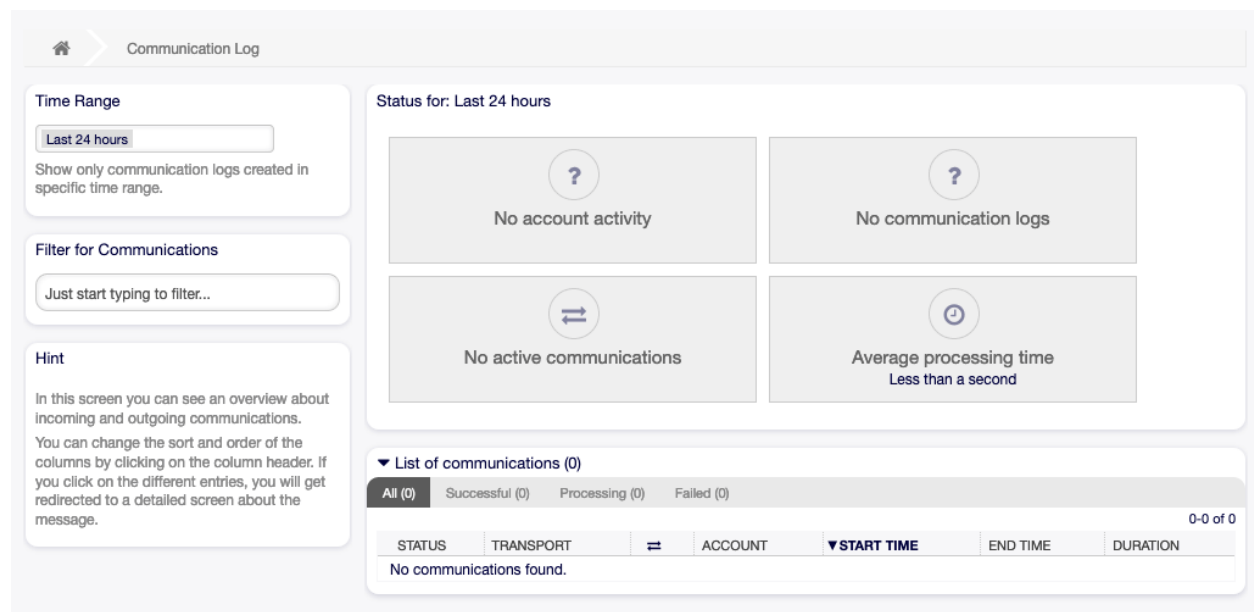 Communication Log
Time Range
Last 24 hours
Show only communication logs created in
specific time range.
Filter for Communications
Just start typing to filter...
Hint
In this screen you can see an overview about
incoming and outgoing communications.
You can change the sort and order of the
columns by clicking on the column header. If
you click on the different entries, you will get
redirected to a detailed screen about the
message.
Status for: Last 24 hours
?
No account activity
?
No communication logs
No active communications
Average processing time
Less than a second
List of communications (0)
All (0) Successful (0) Processing (0) Failed (0)
0-0 of 0
STATUS TRANSPORT ACCOUNT START TIME END TIME DURATION
No communications found.